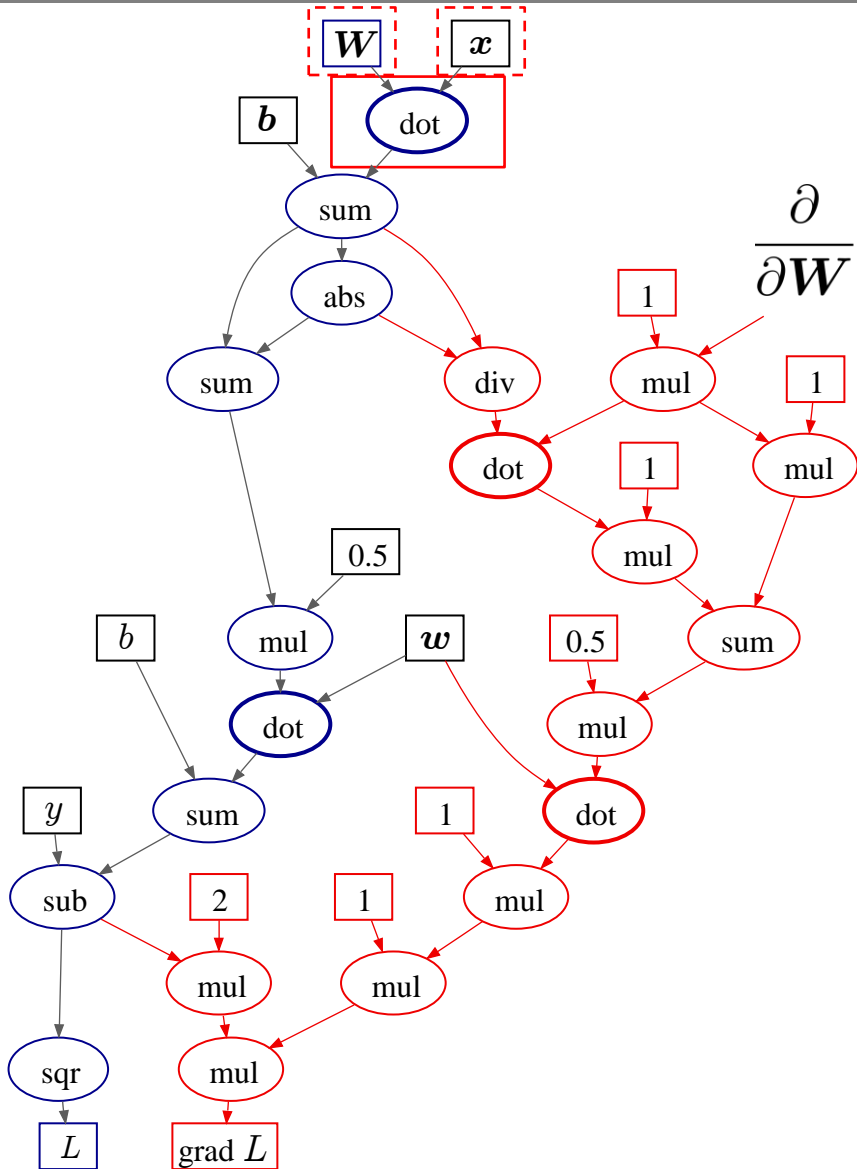 W x
b dot
sum
∂
∂W
abs 1
sum div mul 1
dot 1 mul
mul
0.5
b mul w 0.5 sum
dot mul
sum 1 dot
y
sub 2 1 mul
mul mul
sqr mul
L grad L